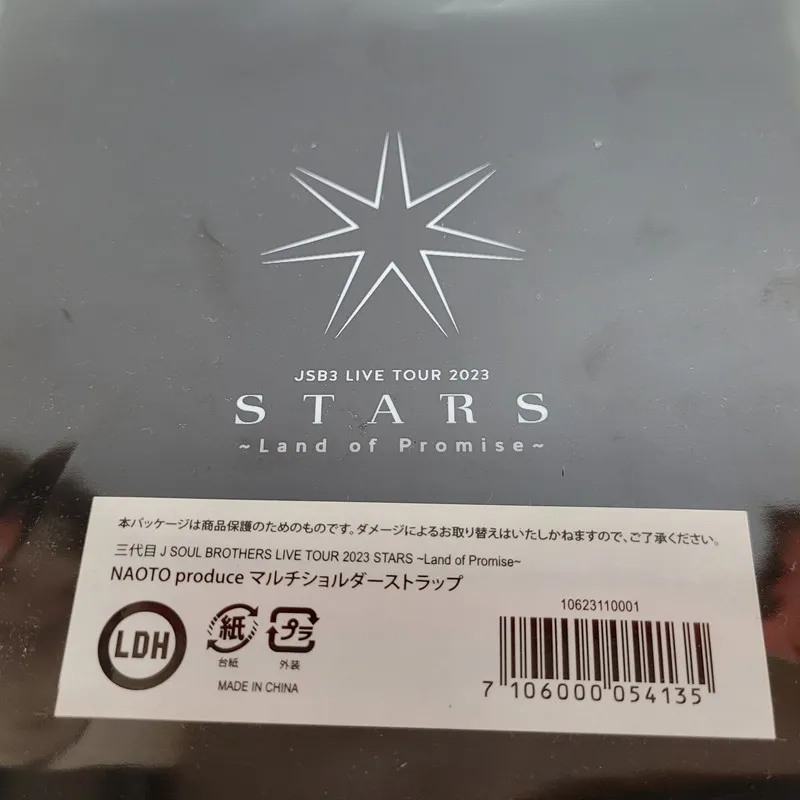 JSB3 LIVE TOUR 2023
STARS
~Land of Promise~
本パッケージは商品保護のためのものです。ダメージによるお取り替えはいたしかねますので、ご了承ください。
三代目 J SOUL BROTHERS LIVE TOUR 2023 STARS ~Land of Promise~
NAOTO produce マルチショルダーストラップ
LDH
紙
台紙
プラ
外装
MADE IN CHINA
10623110001
7 106000 054135